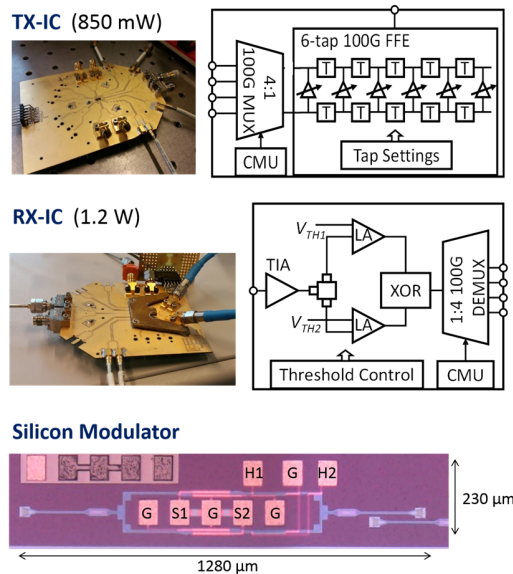 TX-IC (850 mW)
6-tap 100G FFE
4:1
100G MUX
T T T T T
T T T T T
CMU
Tap Settings
RX-IC (1.2 W)
VTH1
LA
TIA
XOR
VTH2
LA
1:4 100G
DEMUX
Threshold Control
CMU
Silicon Modulator
H1 G H2
G S1 G S2 G
230 µm
1280 µm